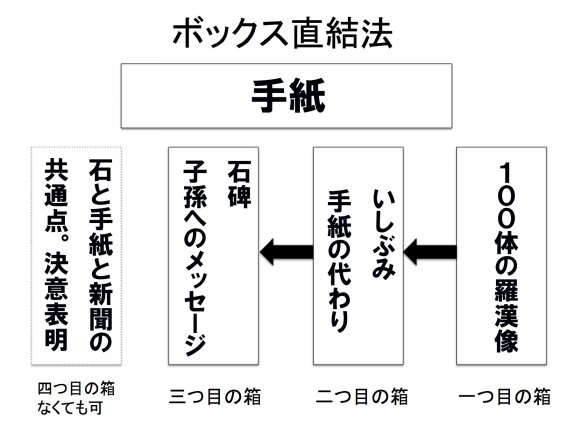 ボックス直結法
手紙
100体の羅漢像
いしぶみ
手紙の代わり
石碑
子孫へのメッセージ
石と手紙と新聞の
共通点。決意表明
一つ目の箱
二つ目の箱
三つ目の箱
四つ目の箱
なくても可